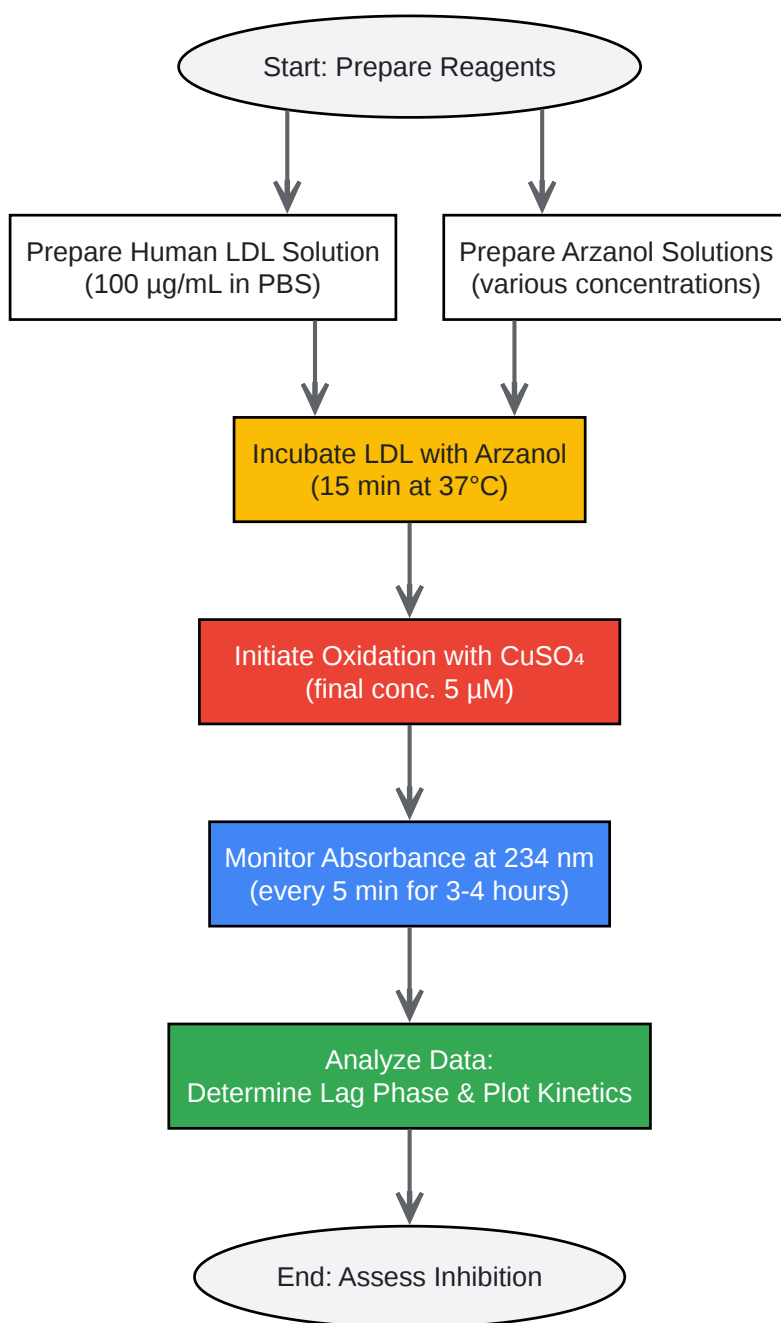 Start: Prepare Reagents
Prepare Human LDL Solution
(100 µg/mL in PBS)
Prepare Arzanol Solutions
(various concentrations)
Incubate LDL with Arzanol
(15 min at 37°C)
Initiate Oxidation with CuSO₄
(final conc. 5 µM)
Monitor Absorbance at 234 nm
(every 5 min for 3-4 hours)
Analyze Data:
Determine Lag Phase & Plot Kinetics
End: Assess Inhibition